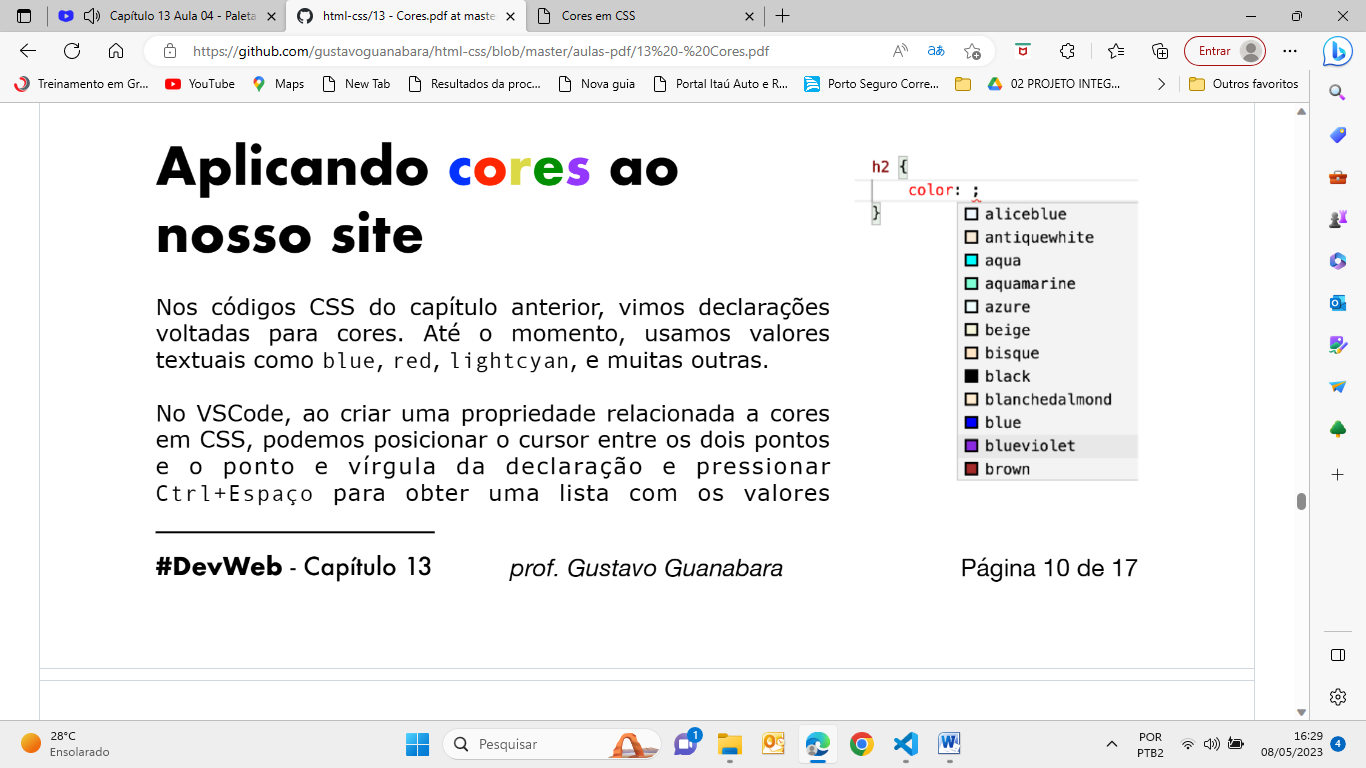 Capítulo 13 Aula 04 - Paleta
html-css/13 - Cores.pdf at maste
Cores em CSS
https://github.com/gustavoguanabara/html-css/blob/master/aulas-pdf/13%20-%20Cores.pdf
Entrar
Treinamento em Gr...
YouTube
Maps
New Tab
Resultados da proc...
Nova guia
Portal Itaú Auto e R...
Porto Seguro Corre...
02 PROJETO INTEG...
Outros favoritos
Aplicando cores ao
nosso site
Nos códigos CSS do capítulo anterior, vimos declarações
voltadas para cores. Até o momento, usamos valores
textuais como blue, red, lightcyan, e muitas outras.
No VSCode, ao criar uma propriedade relacionada a cores
em CSS, podemos posicionar o cursor entre os dois pontos
e o ponto e vírgula da declaração e pressionar
Ctrl+Espaço para obter uma lista com os valores
h2 {
color: ;
}
aliceblue
antiquewhite
aqua
aquamarine
azure
beige
bisque
black
blanchedalmond
blue
blueviolet
brown
#DevWeb - Capítulo 13
prof. Gustavo Guanabara
Página 10 de 17
28°C
Ensolarado
Pesquisar
1
POR
PTB2
16:29
08/05/2023
4